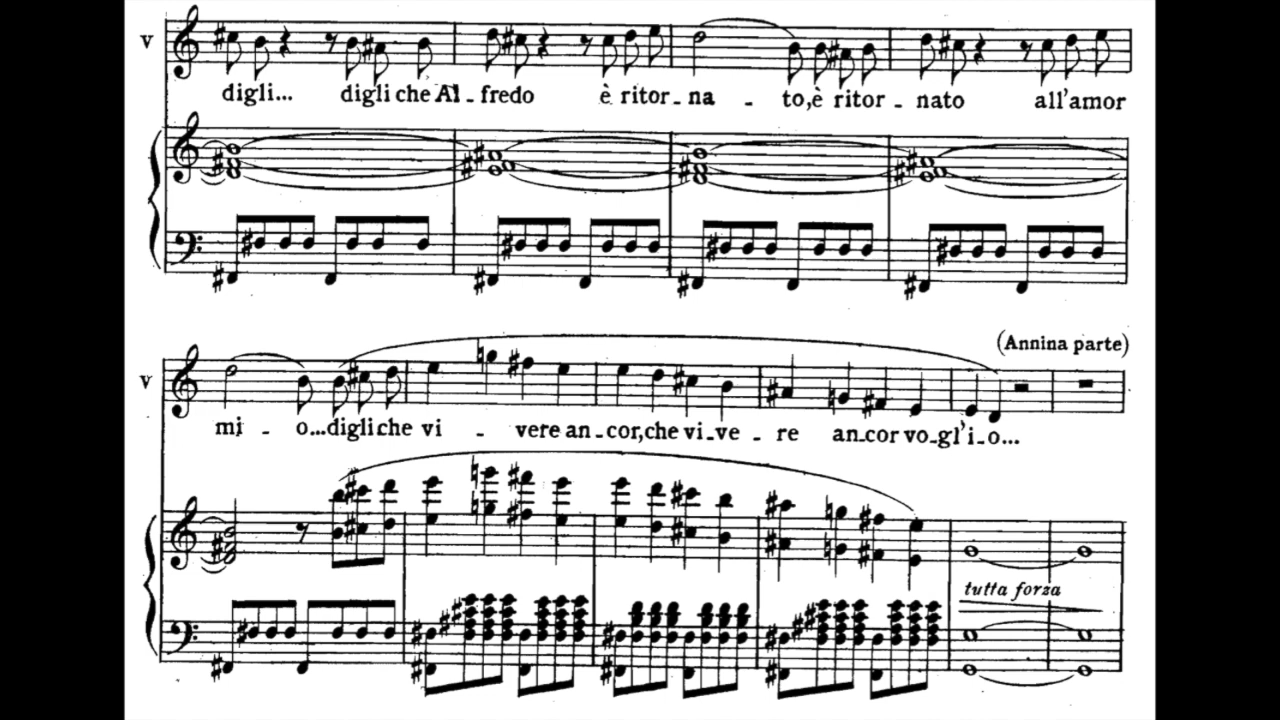 V
digli... digli che Al - fredo è ritor - na - to, è ritor - nato all'amor
(Annina parte)
V
mi - o... digli che vi - vere an - cor, che vi - ve - re an - cor vo - gl'i - o...
tutta forza